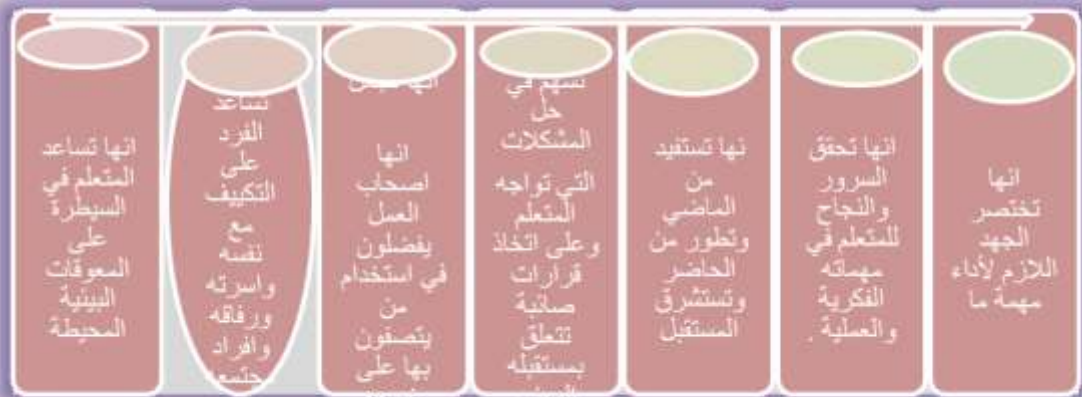 انها
تختصر
الجهد
اللازم لأداء
مهمة ما
انها تحقق
السرور
والنجاح
للمتعلم في
مهماته
الفكرية
والعملية .
نها تستفيد
من
الماضي
وتطور من
الحاضر
وتستشرق
المستقبل
تسهم في
حل
المشكلات
التي تواجه
المتعلم
وعلى اتخاذ
قرارات
صائبة
تتعلق
بمستقبله
انها
اصحاب
العمل
يفضلون
في استخدام
من
يتصفون
بها على
تساعد
الفرد
على
التكييف
مع
نفسه
واسرته
ورفاقه
وافراد
انها تساعد
المتعلم في
السيطرة
على
المعوقات
البيئية
المحيطة